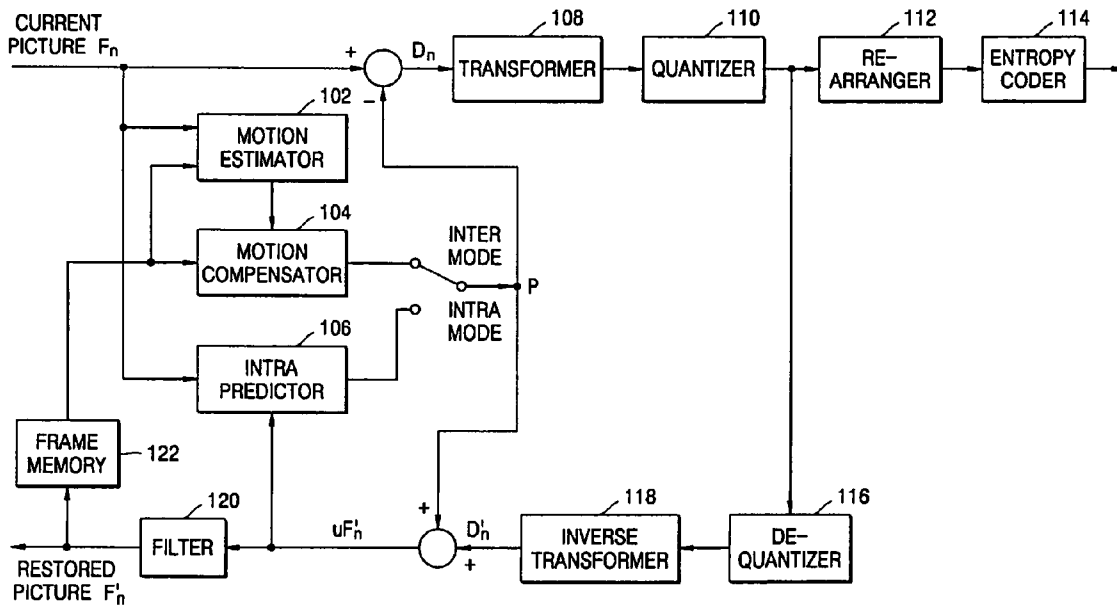 CURRENT
PICTURE Fn
+
Dn
−
108
TRANSFORMER
110
QUANTIZER
112
RE-
ARRANGER
114
ENTROPY
CODER
102
MOTION
ESTIMATOR
104
MOTION
COMPENSATOR
INTER
MODE
P
INTRA
MODE
106
INTRA
PREDICTOR
FRAME
MEMORY
122
120
FILTER
uF'n
+
D'n
+
118
INVERSE
TRANSFORMER
116
DE-
QUANTIZER
RESTORED
PICTURE F'n